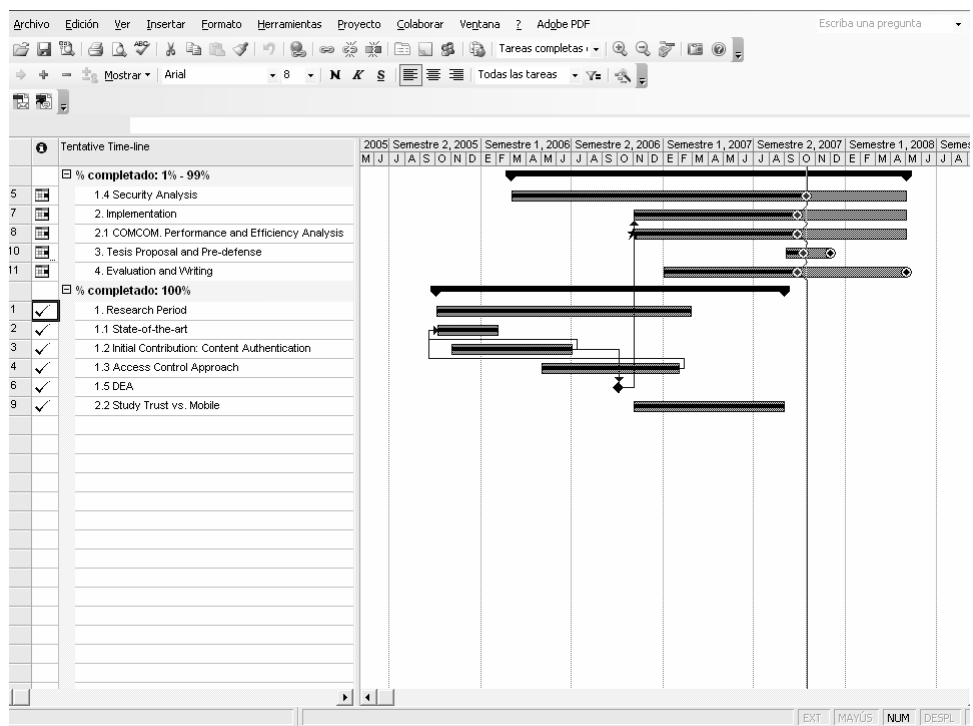 Archivo Edición Ver Insertar Formato Herramientas Proyecto Colaborar Ventana ? Adobe PDF Escriba una pregunta
Tareas completas
Mostrar Arial 8 N K S Todas las tareas
Tentative Time-line 2005 Semestre 2, 2005 Semestre 1, 2006 Semestre 2, 2006 Semestre 1, 2007 Semestre 2, 2007 Semestre 1, 2008 Semes
M J J A S O N D E F M A M J J A S O N D E F M A M J J A S O N D E F M A M J J A
% completado: 1% - 99%
5 1.4 Security Analysis
7 2. Implementation
8 2.1 COMCOM. Performance and Efficiency Analysis
10 3. Tesis Proposal and Pre-defense
11 4. Evaluation and Writing
% completado: 100%
1 1. Research Period
2 1.1 State-of-the-art
3 1.2 Initial Contribution: Content Authentication
4 1.3 Access Control Approach
6 1.5 DEA
9 2.2 Study Trust vs. Mobile
EXT MAYÚS NUM DESPL